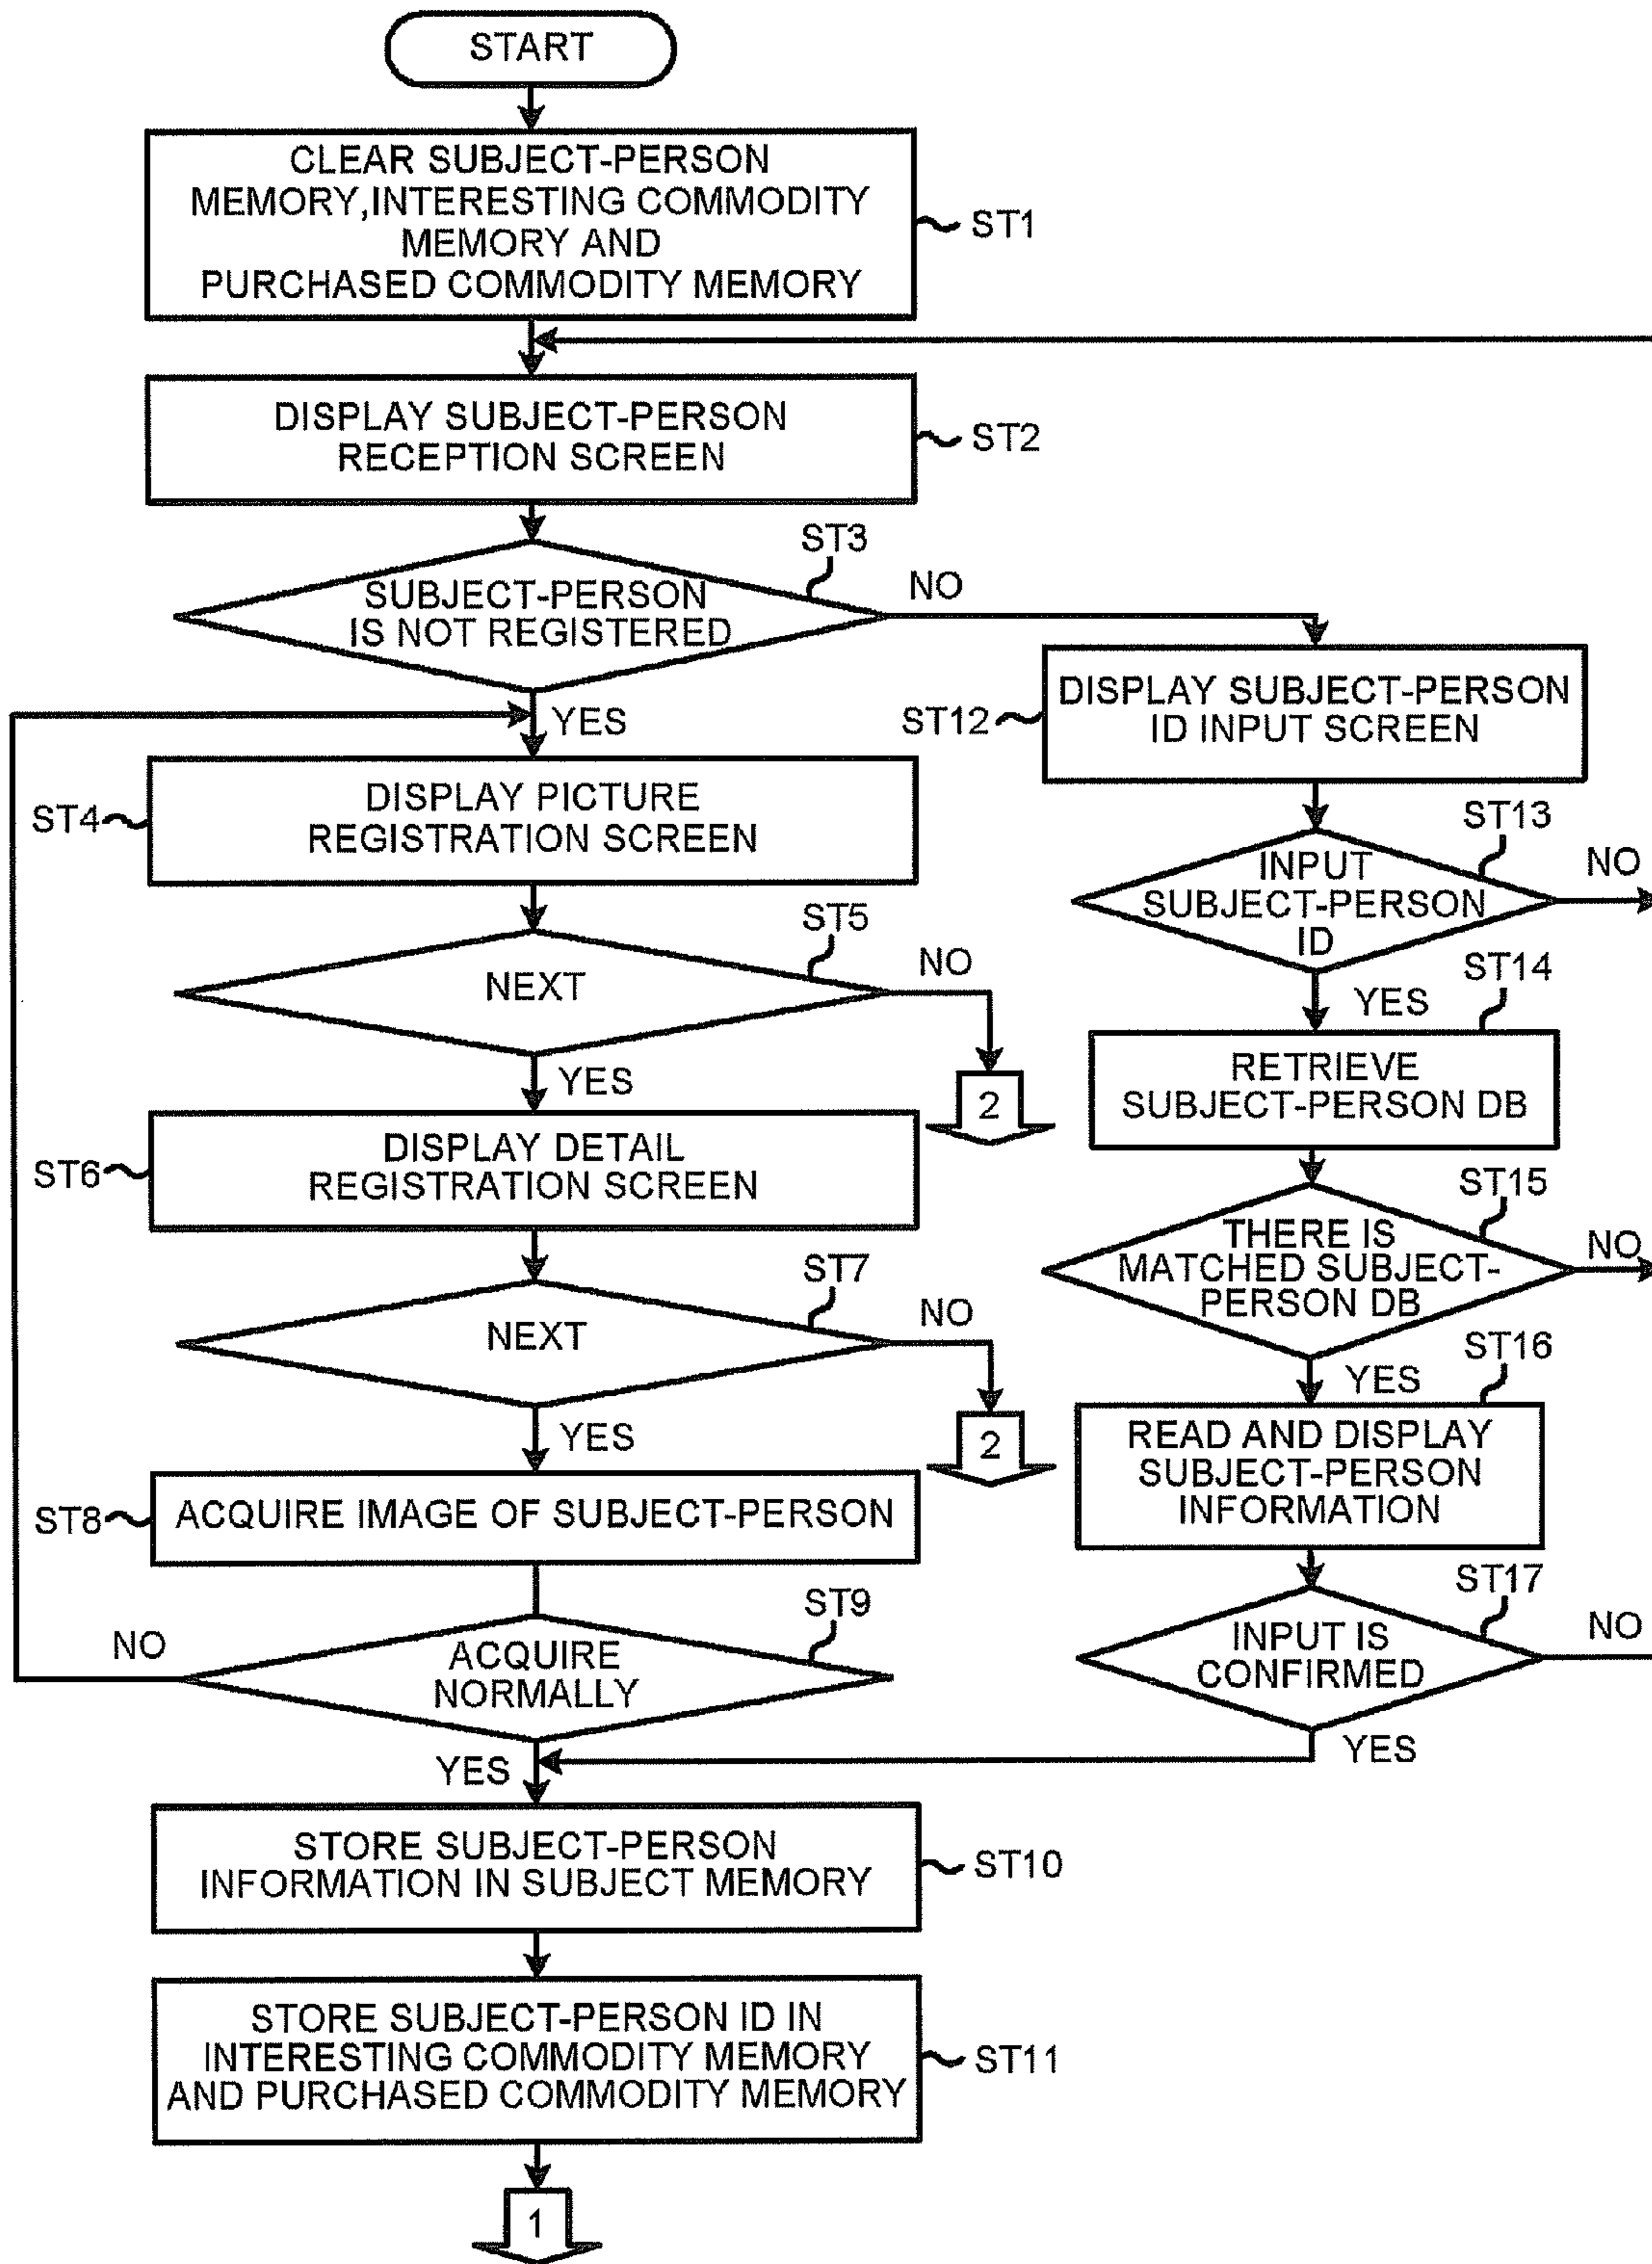 START
CLEAR SUBJECT-PERSON
MEMORY,INTERESTING COMMODITY
MEMORY AND
PURCHASED COMMODITY MEMORY
ST1
DISPLAY SUBJECT-PERSON
RECEPTION SCREEN
ST2
ST3
SUBJECT-PERSON
IS NOT REGISTERED
NO
YES
ST4
DISPLAY PICTURE
REGISTRATION SCREEN
ST5
NEXT
NO
2
YES
ST6
DISPLAY DETAIL
REGISTRATION SCREEN
ST7
NEXT
NO
2
YES
ST8
ACQUIRE IMAGE OF SUBJECT-PERSON
ST9
NO
ACQUIRE
NORMALLY
YES
ST12
DISPLAY SUBJECT-PERSON
ID INPUT SCREEN
ST13
INPUT
SUBJECT-PERSON
ID
NO
YES
ST14
RETRIEVE
SUBJECT-PERSON DB
ST15
THERE IS
MATCHED SUBJECT-
PERSON DB
NO
YES
ST16
READ AND DISPLAY
SUBJECT-PERSON
INFORMATION
ST17
INPUT IS
CONFIRMED
NO
YES
STORE SUBJECT-PERSON
INFORMATION IN SUBJECT MEMORY
ST10
STORE SUBJECT-PERSON ID IN
INTERESTING COMMODITY MEMORY
AND PURCHASED COMMODITY MEMORY
ST11
1